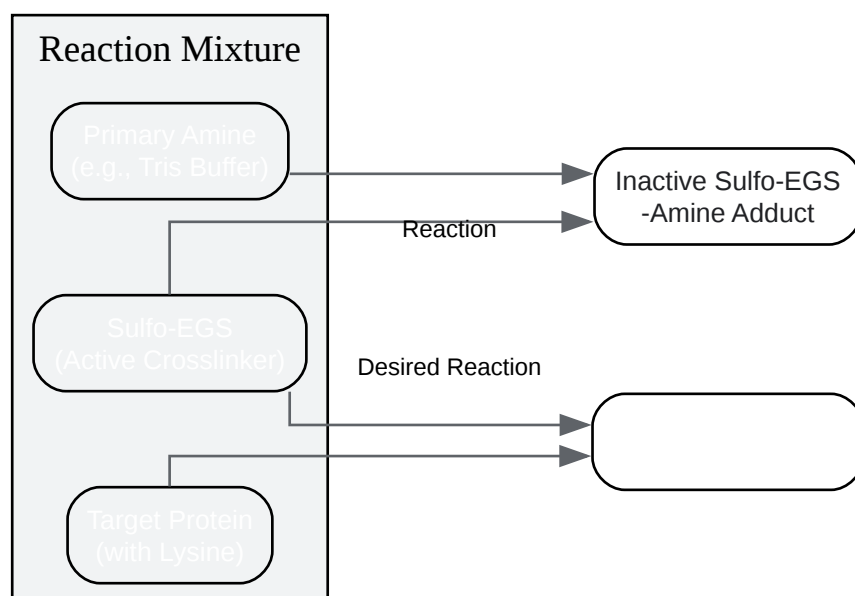 Reaction Mixture
Primary Amine
(e.g., Tris Buffer)
Inactive Sulfo-EGS
-Amine Adduct
Reaction
Sulfo-EGS
(Active Crosslinker)
Desired Reaction
Target Protein
(with Lysine)